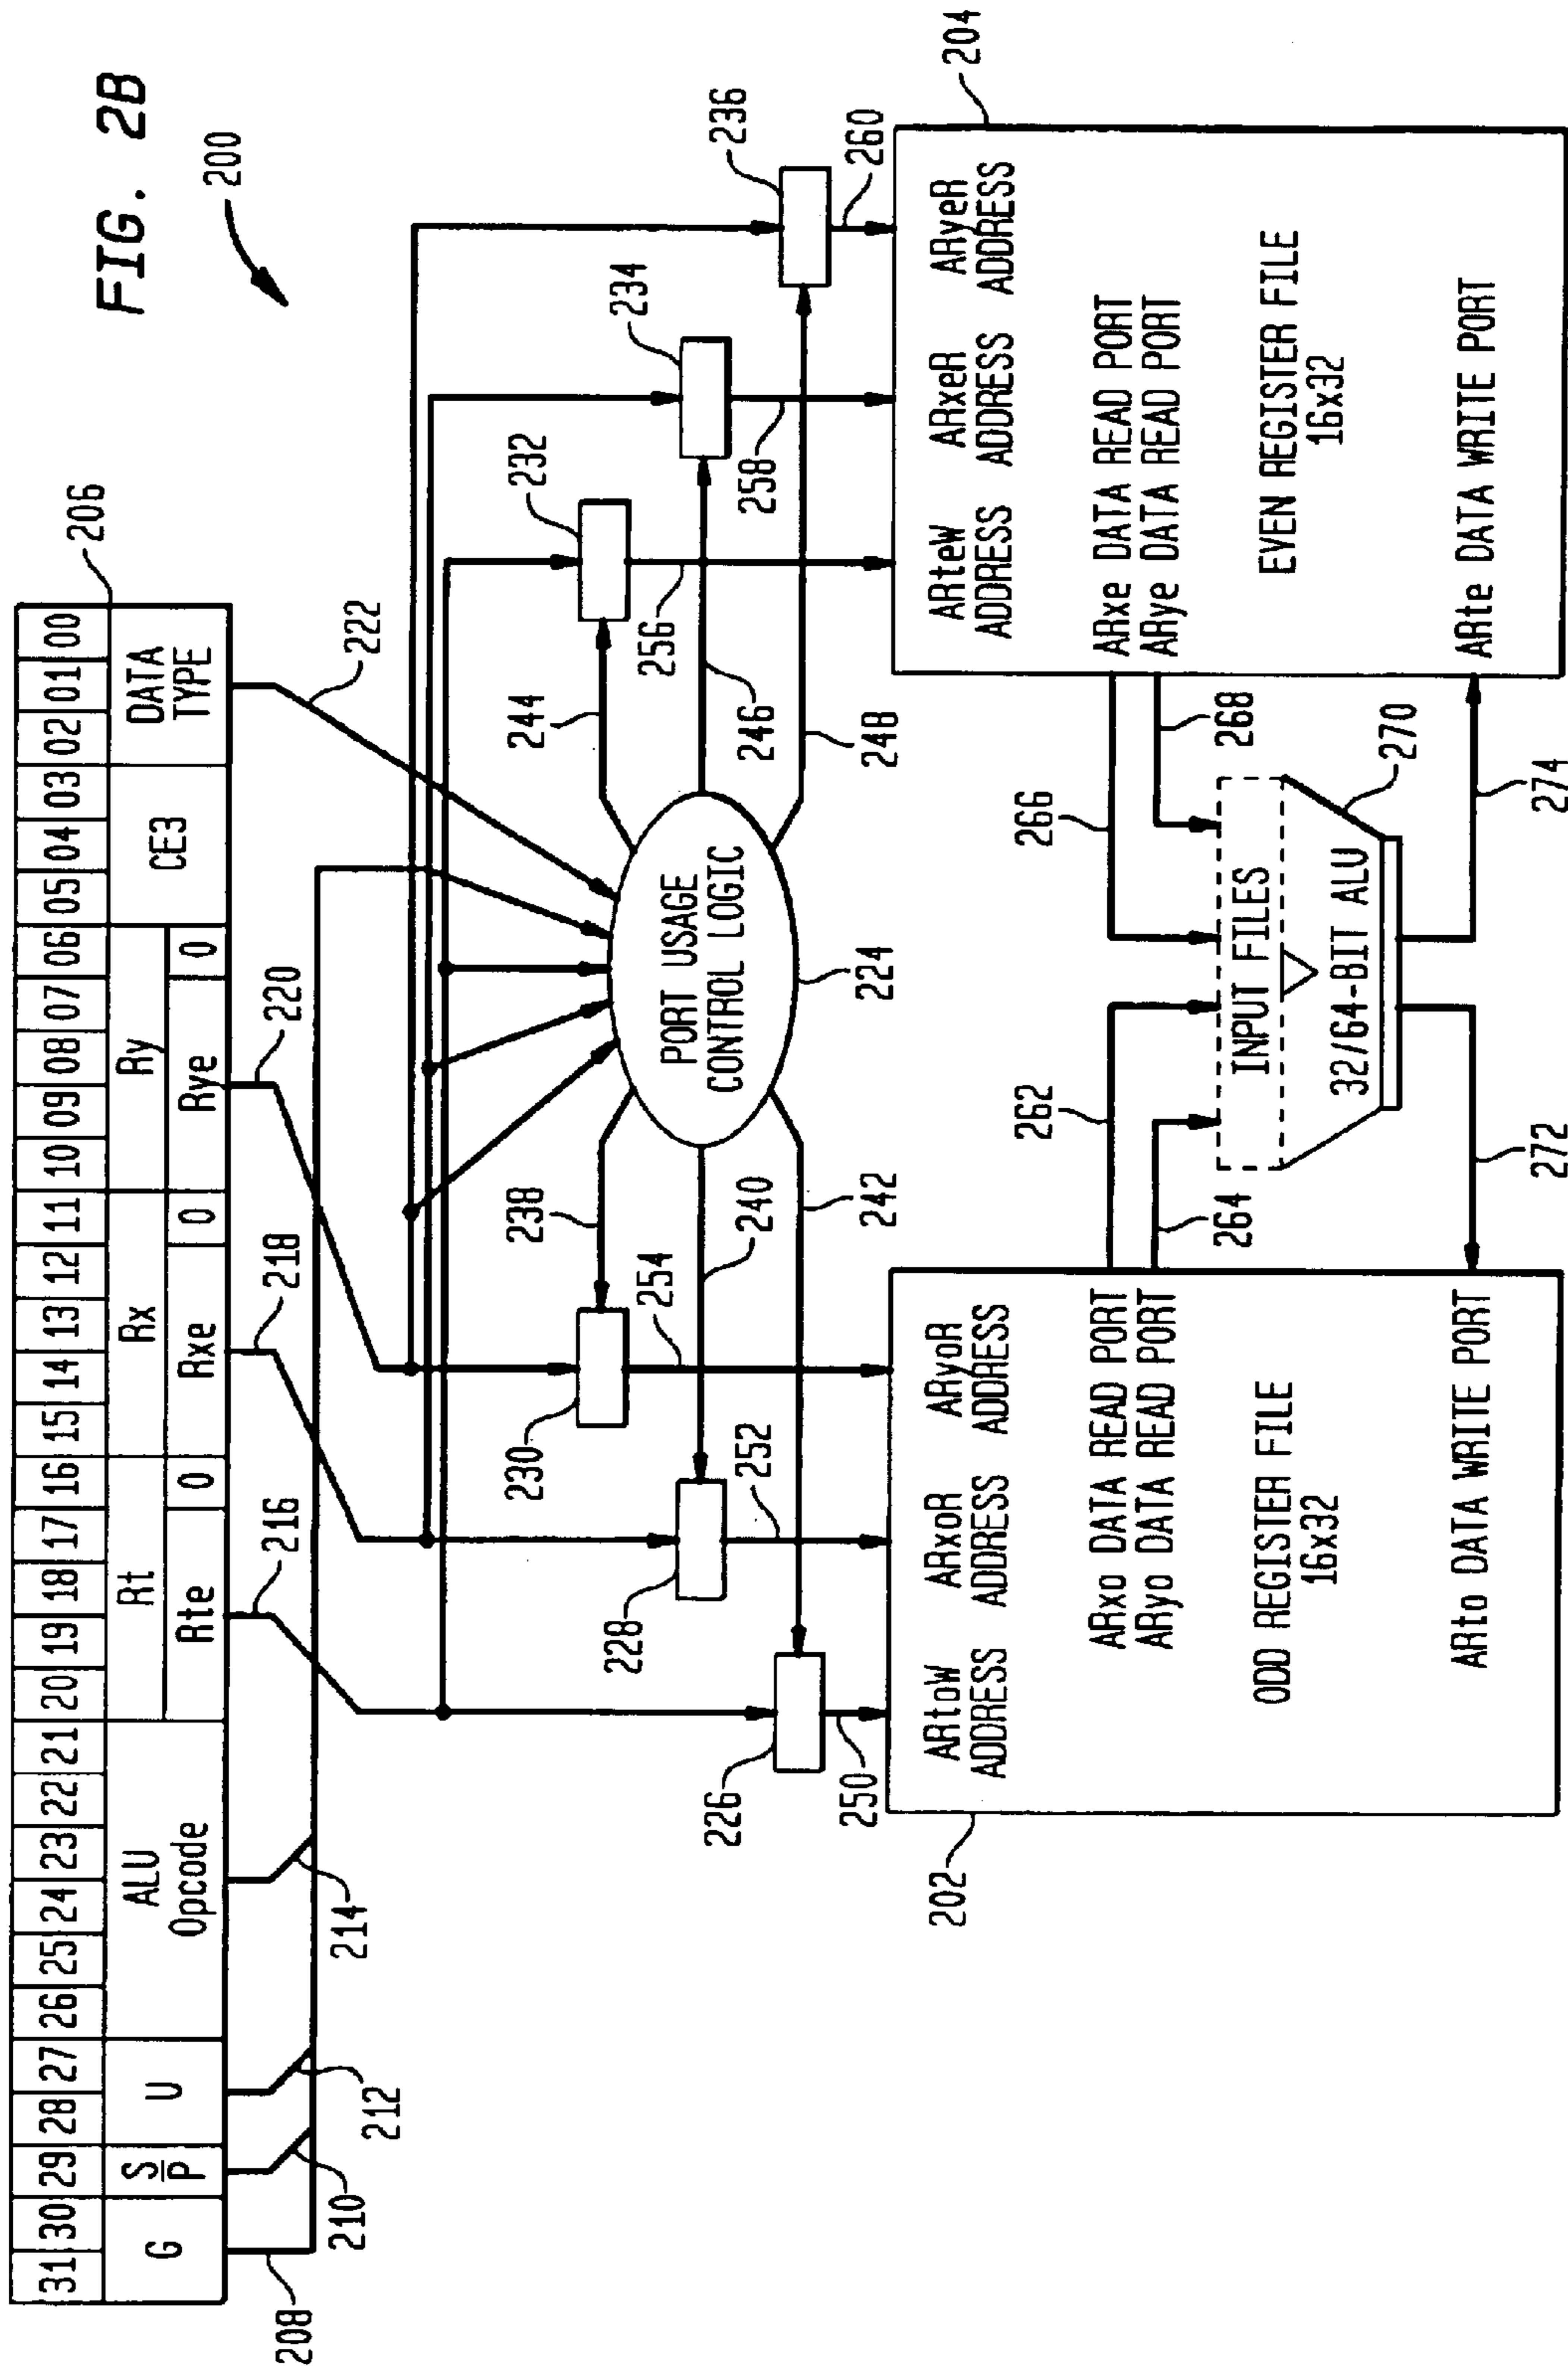 FIG. 2B
200
31 30 29 28 27 26 25 24 23 22 21 20 19 18 17 16 15 14 13 12 11 10 09 08 07 06 05 04 03 02 01 00
206
G
S/P
U
ALU
Opcode
Rt
Rte
0
Rx
Rxe
0
Ry
Rye
0
CE3
DATA
TYPE
208
210
212
214
216
218
220
222
PORT USAGE
CONTROL LOGIC
224
226
228
230
232
234
236
238
240
242
244
246
248
250
252
254
256
258
260
202
ARtoW
ADDRESS
ARxoR
ADDRESS
ARyoR
ADDRESS
ARxo DATA READ PORT
ARyo DATA READ PORT
ODD REGISTER FILE
16x32
ARto DATA WRITE PORT
262
264
266
268
INPUT FILES
32/64-BIT ALU
270
272
274
204
ARteW
ADDRESS
ARxeR
ADDRESS
ARyeR
ADDRESS
ARxe DATA READ PORT
ARye DATA READ PORT
EVEN REGISTER FILE
16x32
ARte DATA WRITE PORT